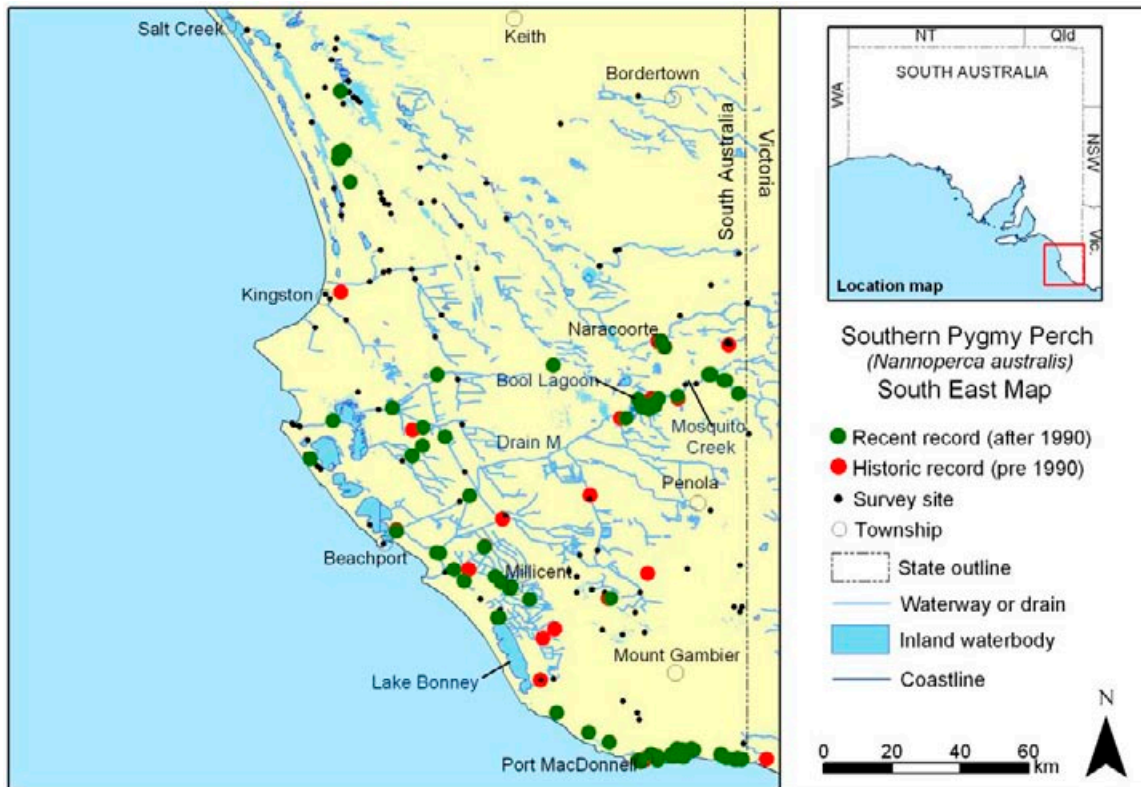 Salt Creek
Keith
Bordertown
South Australia
Victoria
Kingston
Naracoorte
Bool Lagoon
Mosquito
Creek
Drain M
Penola
Beachport
Millicent
Mount Gambier
Lake Bonney
Port MacDonnell
NT
Qld
SOUTH AUSTRALIA
WA
NSW
Vic.
Location map
Southern Pygmy Perch
(Nannoperca australis)
South East Map
Recent record (after 1990)
Historic record (pre 1990)
Survey site
Township
State outline
Waterway or drain
Inland waterbody
Coastline
N
0 20 40 60
km